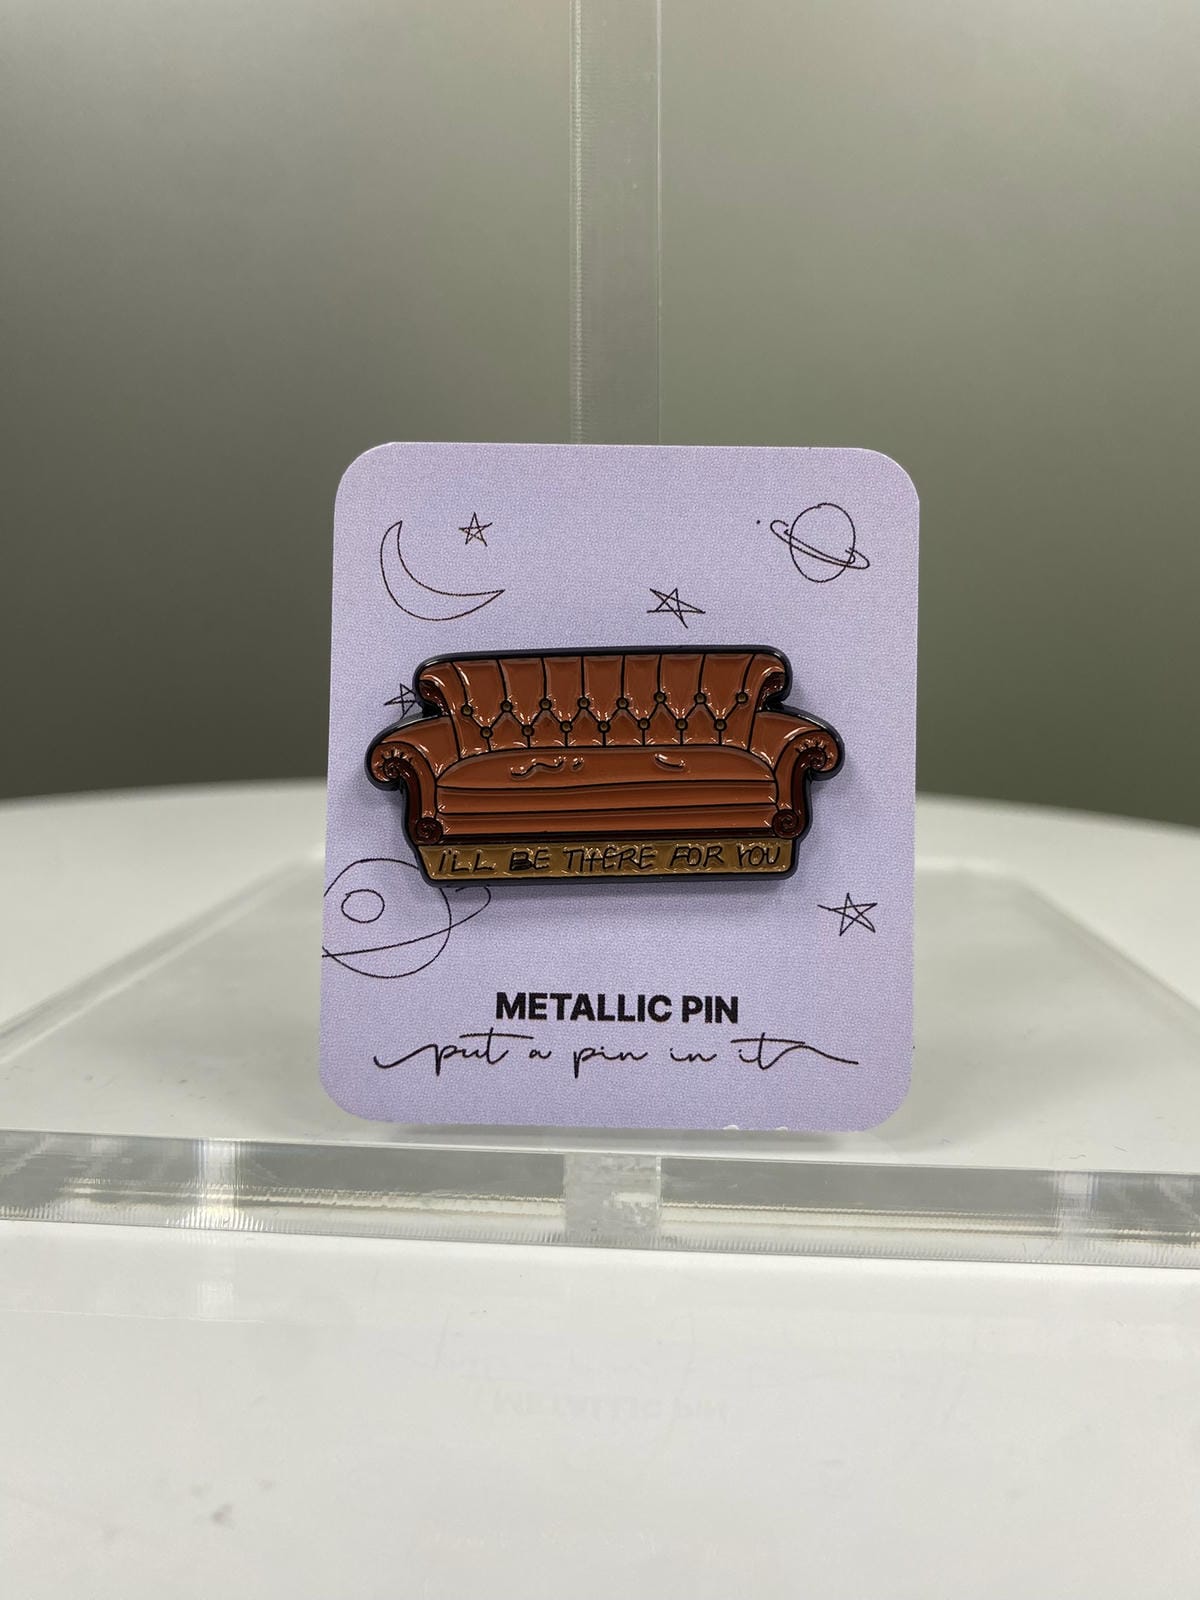 I'LL BE THERE FOR YOU
METALLIC PIN
put a pin in it